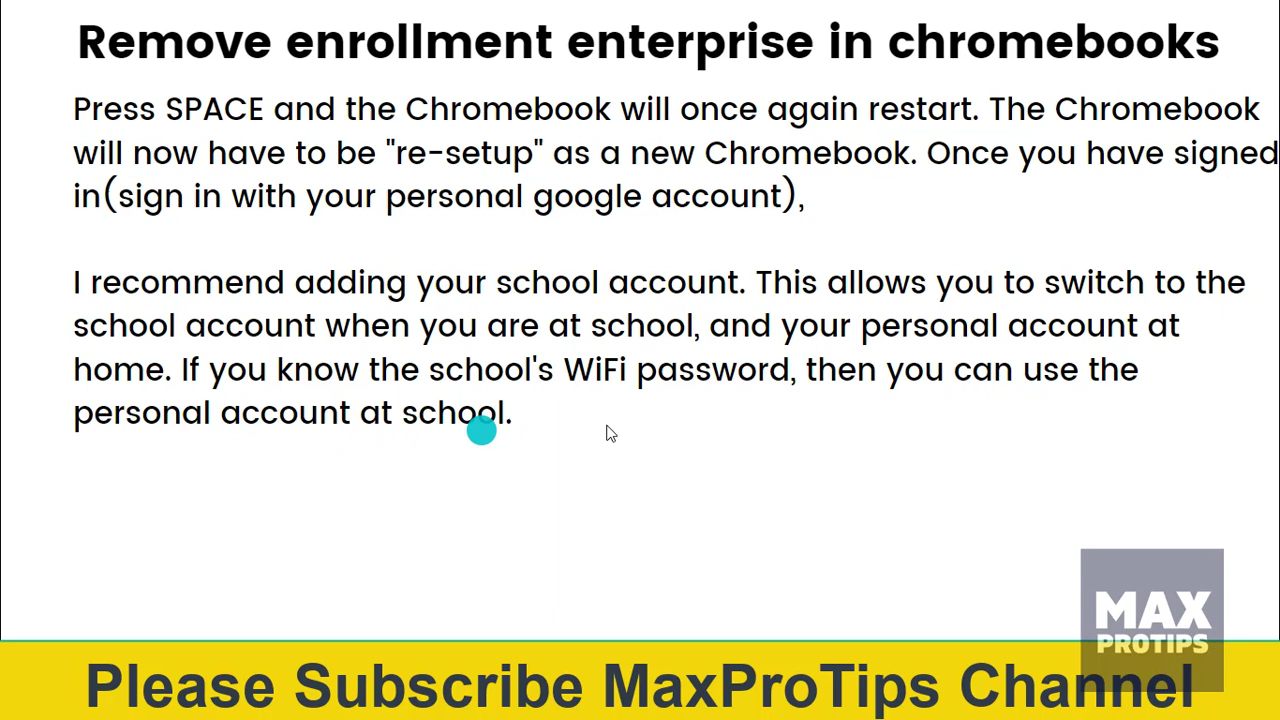 Remove enrollment enterprise in chromebooks
Press SPACE and the Chromebook will once again restart. The Chromebook
will now have to be "re-setup" as a new Chromebook. Once you have signed
in(sign in with your personal google account),
I recommend adding your school account. This allows you to switch to the
school account when you are at school, and your personal account at
home. If you know the school's WiFi password, then you can use the
personal account at school.
MAX
PROTIPS
Please Subscribe MaxProTips Channel